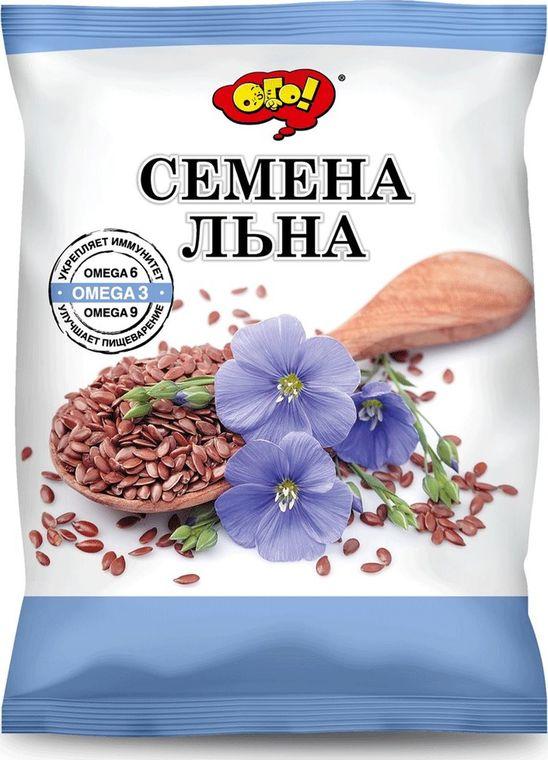 ОГО!
®
СЕМЕНА
ЛЬНА
УКРЕПЛЯЕТ ИММУНИТЕТ
OMEGA 6
• OMEGA 3 •
OMEGA 9
УЛУЧШАЕТ ПИЩЕВАРЕНИЕ